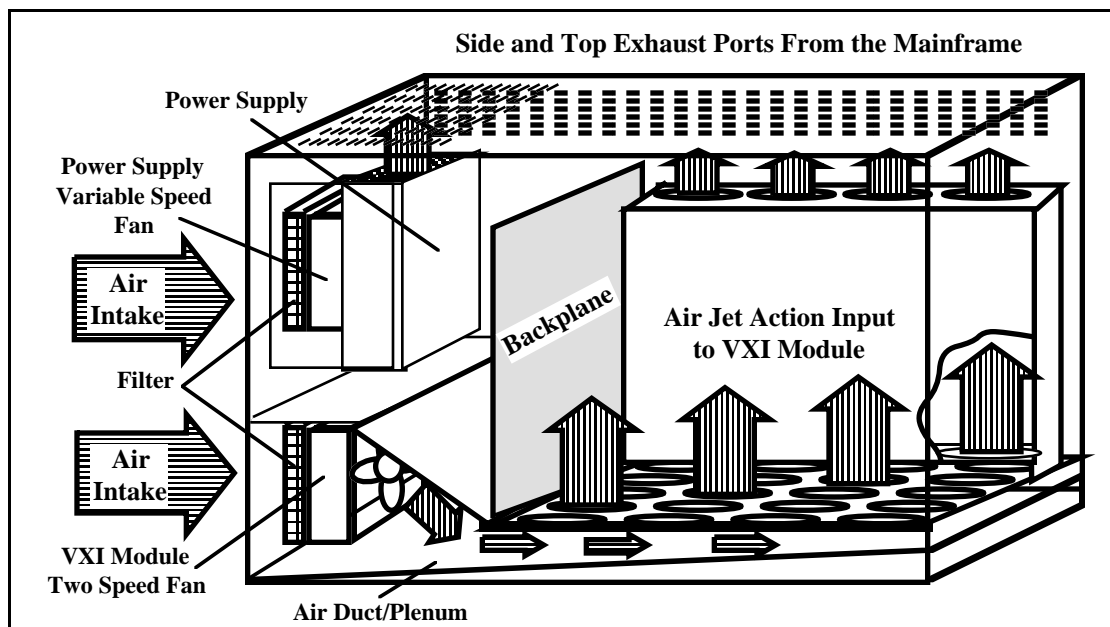 Side and Top Exhaust Ports From the Mainframe
Power Supply
Power Supply
Variable Speed
Fan
Air
Intake
Backplane
Air Jet Action Input
to VXI Module
Filter
Air
Intake
VXI Module
Two Speed Fan
Air Duct/Plenum